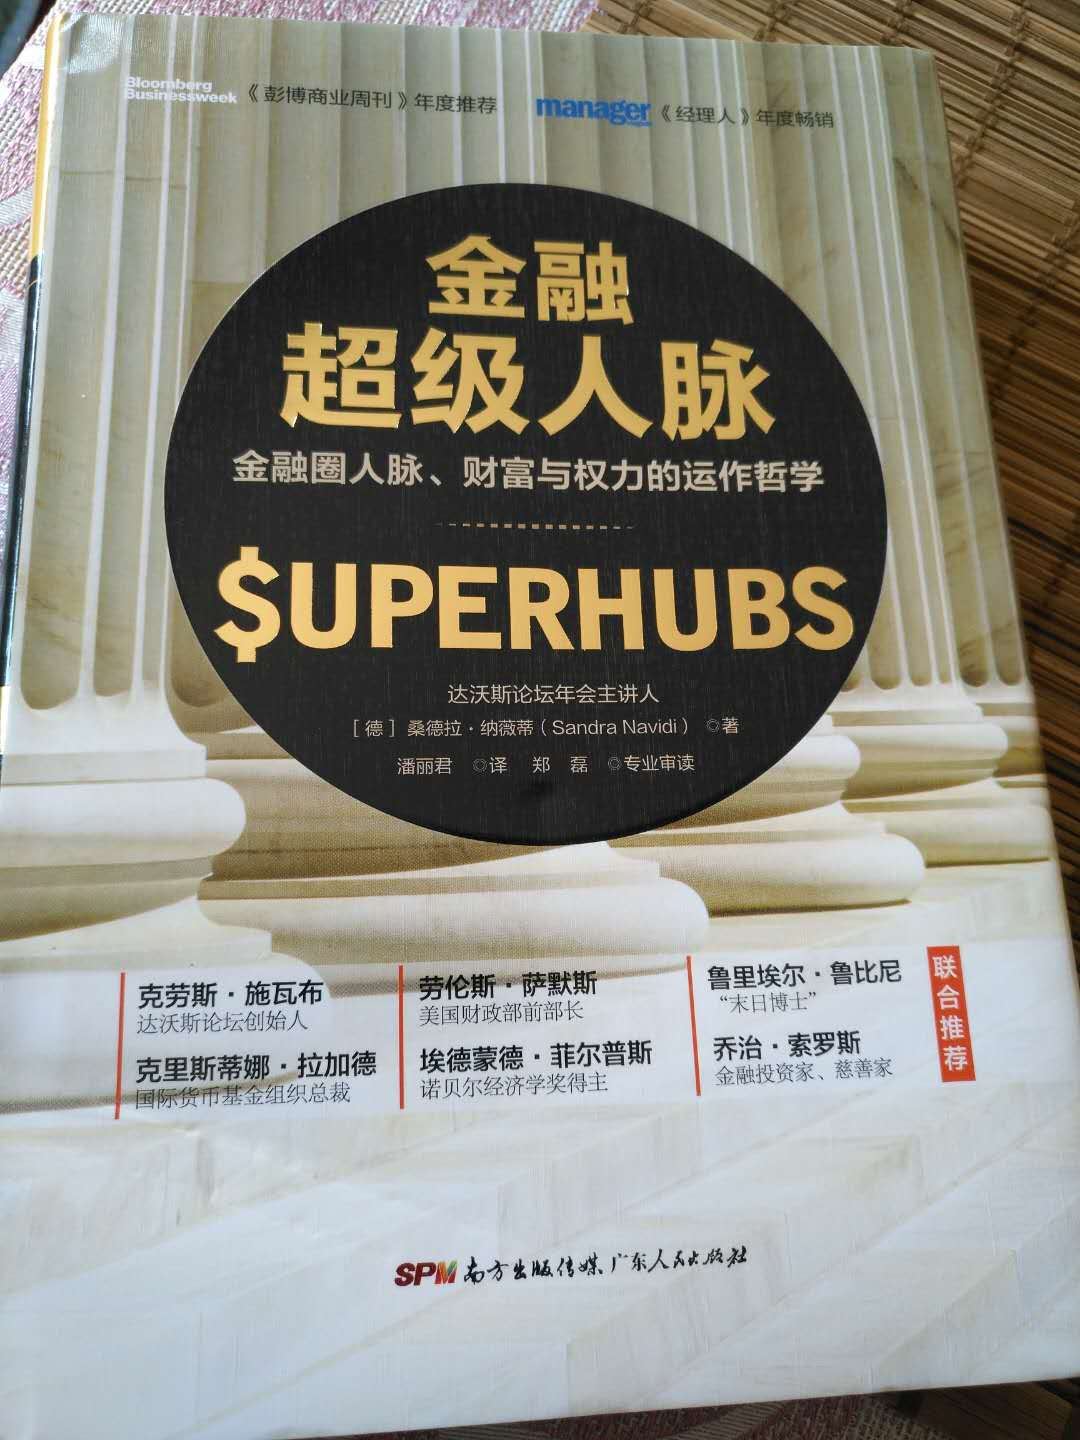 Bloomberg
Businessweek 《彭博商业周刊》年度推荐
manager 《经理人》年度畅销
金融
超级人脉
金融圈人脉、财富与权力的运作哲学
$UPERHUBS
达沃斯论坛年会主讲人
[德] 桑德拉·纳薇蒂(Sandra Navidi) ◎著
潘丽君 ◎译 郑 磊 ◎专业审读
克劳斯·施瓦布
达沃斯论坛创始人
克里斯蒂娜·拉加德
国际货币基金组织总裁
劳伦斯·萨默斯
美国财政部前部长
埃德蒙德·菲尔普斯
诺贝尔经济学奖得主
鲁里埃尔·鲁比尼
“末日博士”
乔治·索罗斯
金融投资家、慈善家
联合推荐
SPM 南方出版传媒 广东人民出版社